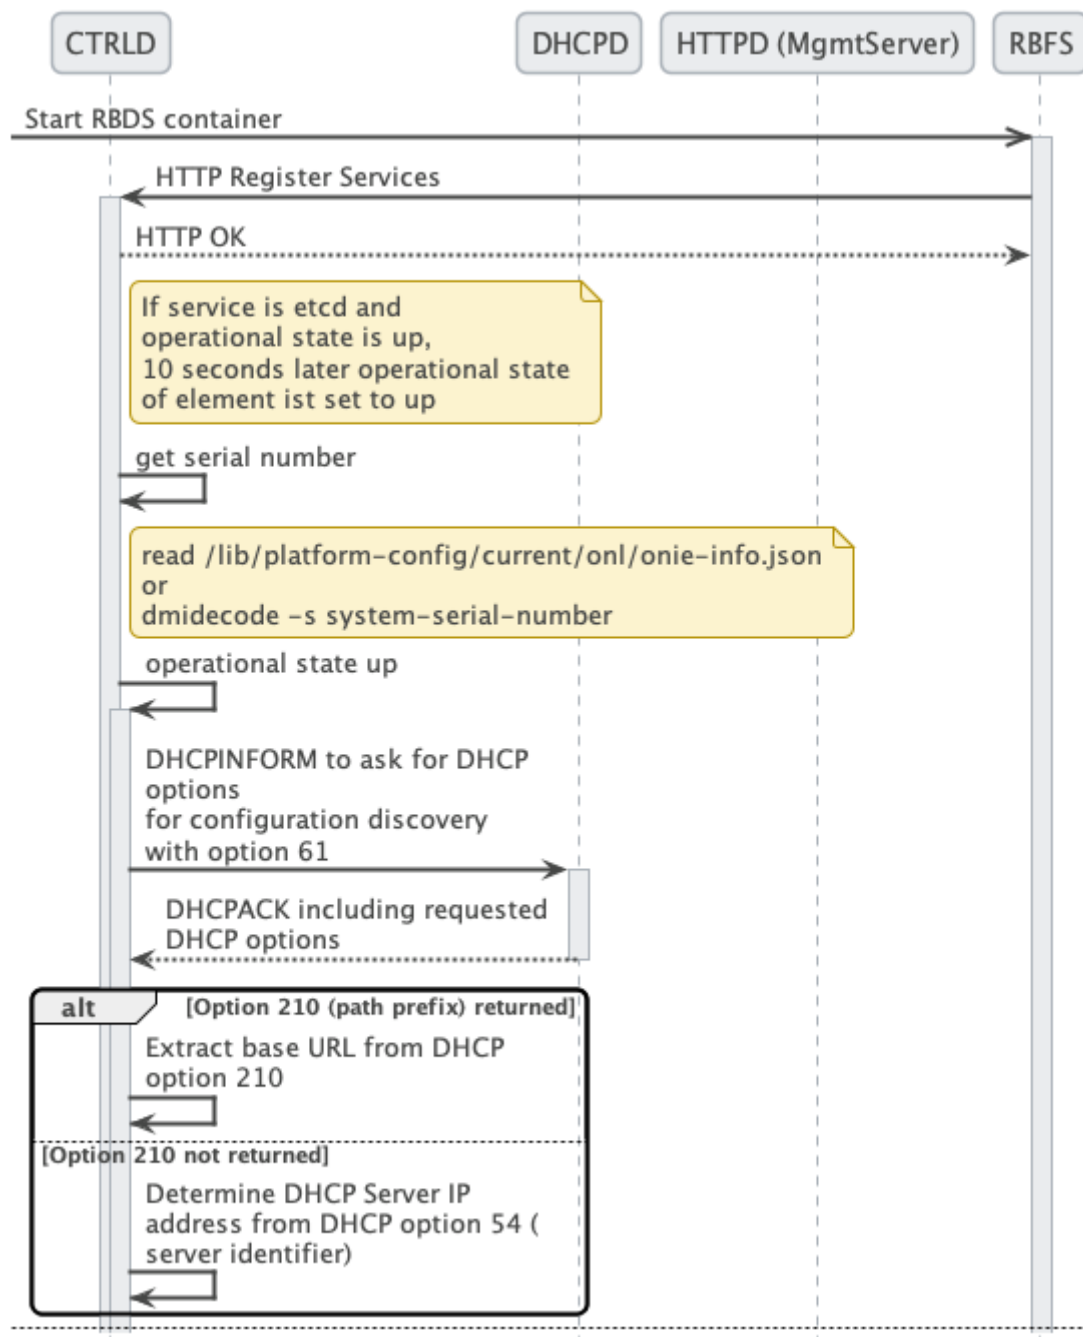 CTRLD
DHCPD
HTTPD (MgmtServer)
RBFS
Start RBDS container
HTTP Register Services
HTTP OK
If service is etcd and
operational state is up,
10 seconds later operational state
of element ist set to up
get serial number
read /lib/platform-config/current/onl/onie-info.json
or
dmidecode -s system-serial-number
operational state up
DHCPINFORM to ask for DHCP
options
for configuration discovery
with option 61
DHCPACK including requested
DHCP options
alt
[Option 210 (path prefix) returned]
Extract base URL from DHCP
option 210
[Option 210 not returned]
Determine DHCP Server IP
address from DHCP option 54 (
server identifier)